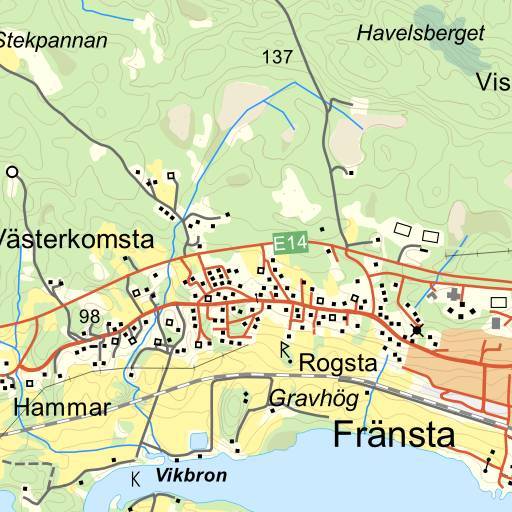 Stekpannan
Havelsberget
137
Vis
Västerkomsta
E14
98
R
Rogsta
Hammar
Gravhög
Fränsta
Vikbron
K